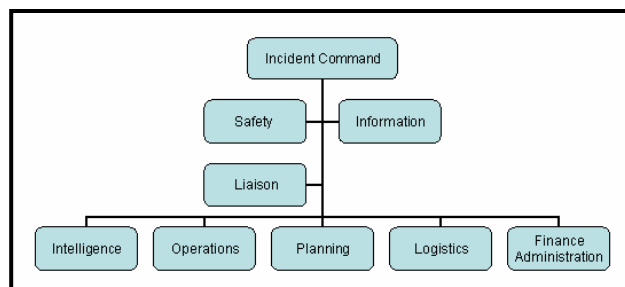 Incident Command
Safety
Information
Liaison
Intelligence
Operations
Planning
Logistics
Finance
Administration